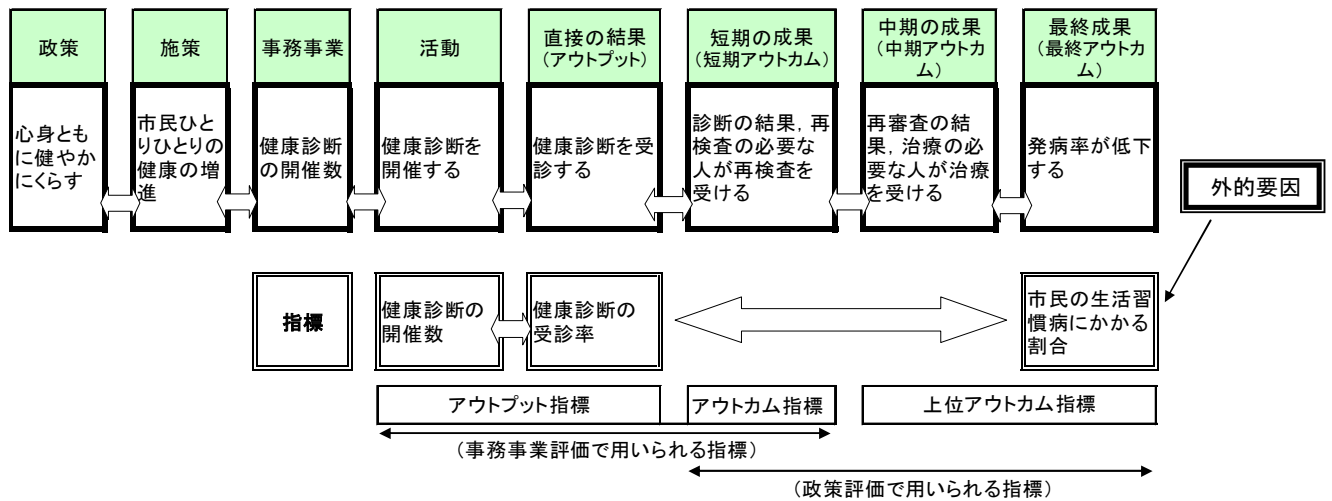 政策
施策
事務事業
活動
直接の結果
（アウトプット）
短期の成果
（短期アウトカム）
中期の成果
（中期アウトカ
ム）
最終成果
（最終アウトカ
ム）
心身とも
に健やか
にくらす
市民ひと
りひとりの
健康の増
進
健康診断
の開催数
健康診断を
開催する
健康診断を受
診する
診断の結果，再
検査の必要な
人が再検査を
受ける
再審査の結
果，治療の必
要な人が治療
を受ける
発病率が低下
する
外的要因
指標
健康診断の
開催数
健康診断の
受診率
市民の生活習
慣病にかかる
割合
アウトプット指標
アウトカム指標
上位アウトカム指標
（事務事業評価で用いられる指標）
（政策評価で用いられる指標）